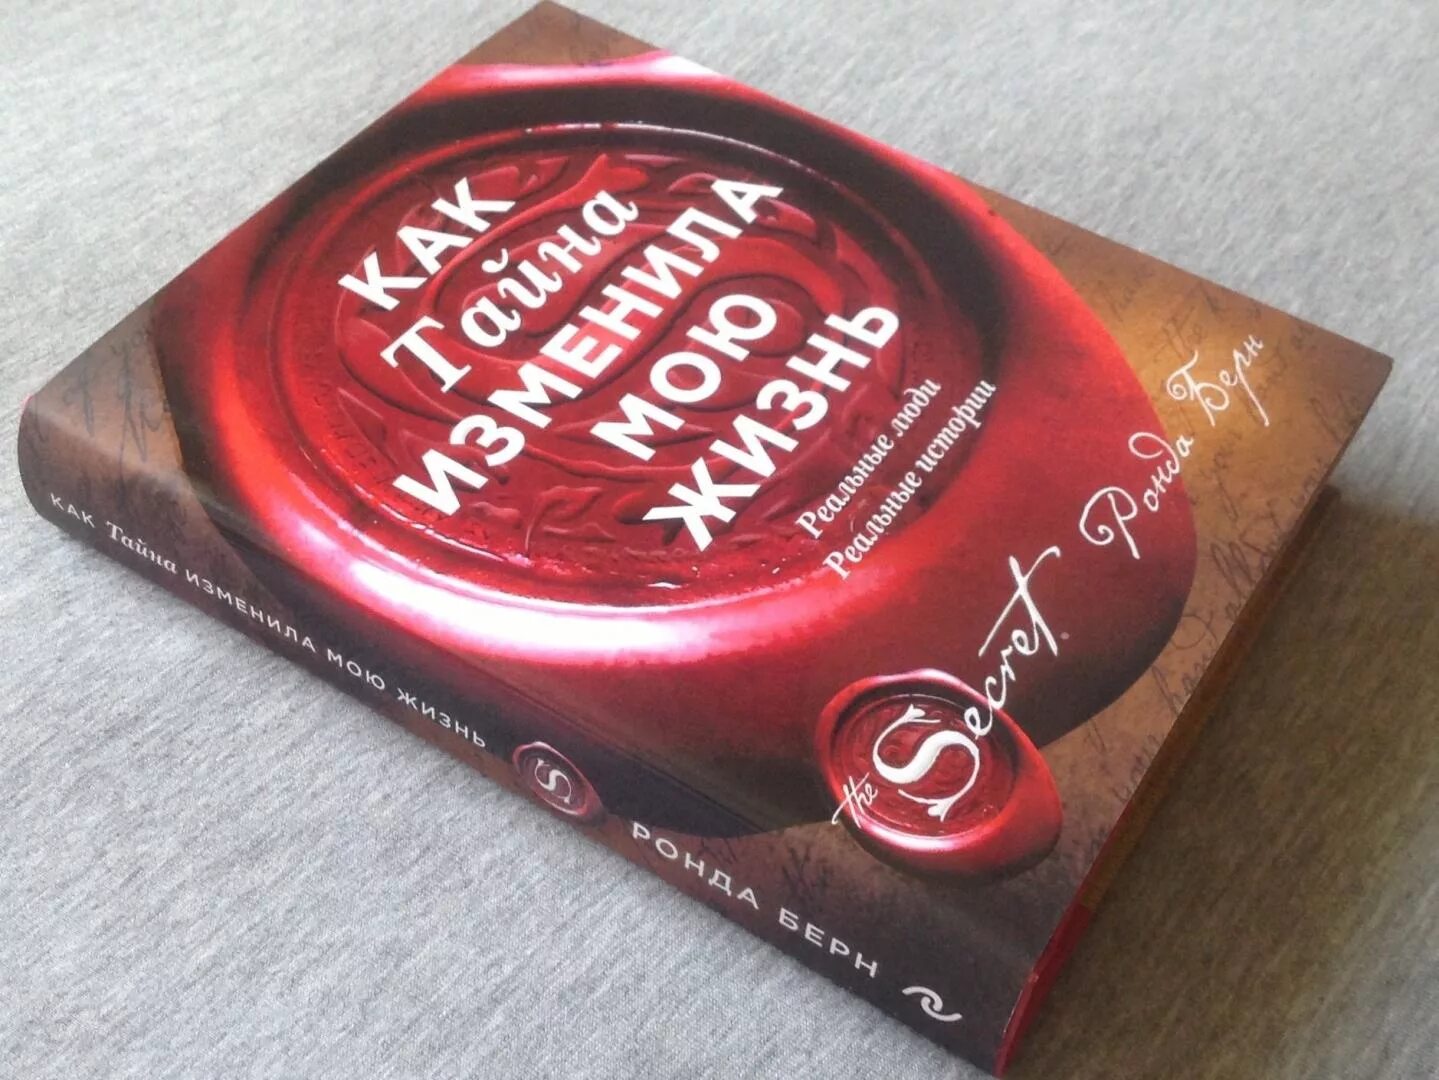 КАК
Тайна
ИЗМЕНИЛА
МОЮ
ЖИЗНЬ
Реальные люди
Реальные истории
the Secret
Ронда Берн
КАК Тайна ИЗМЕНИЛА МОЮ ЖИЗНЬ
S
РОНДА БЕРН